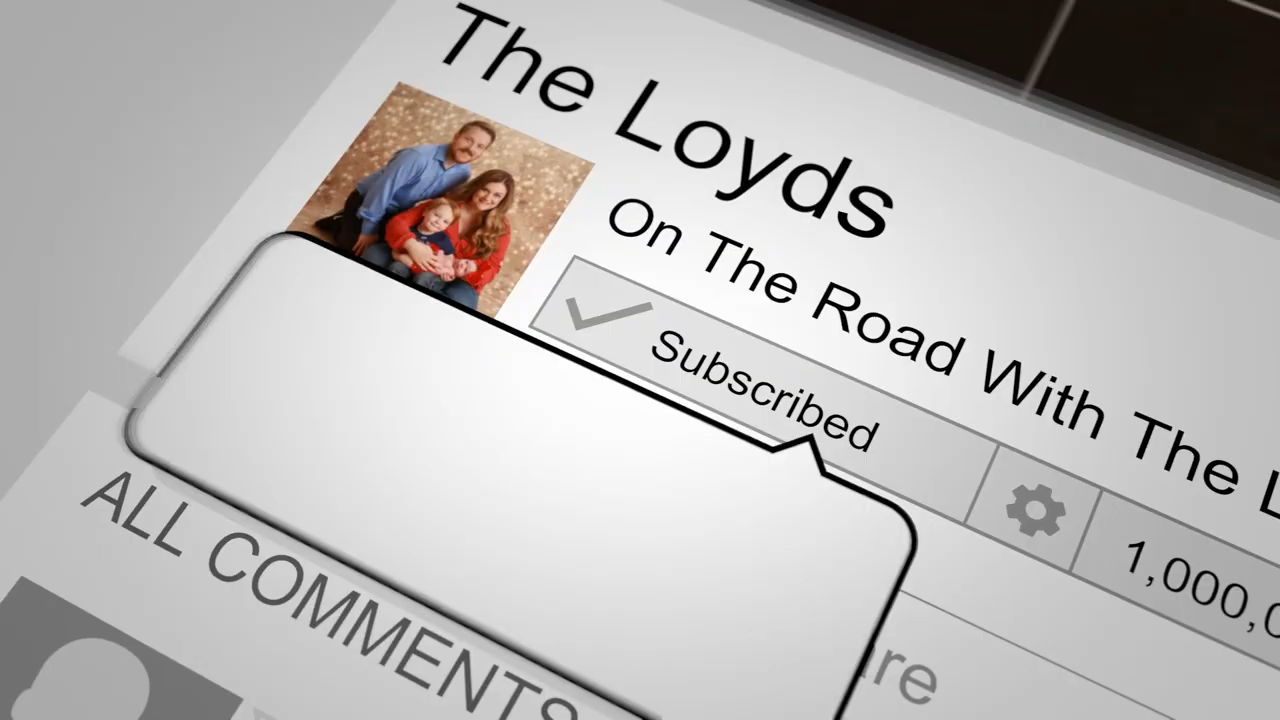 The Loyds
On The Road With The L
Subscribed
1,000,0
are
ALL COMMENTS